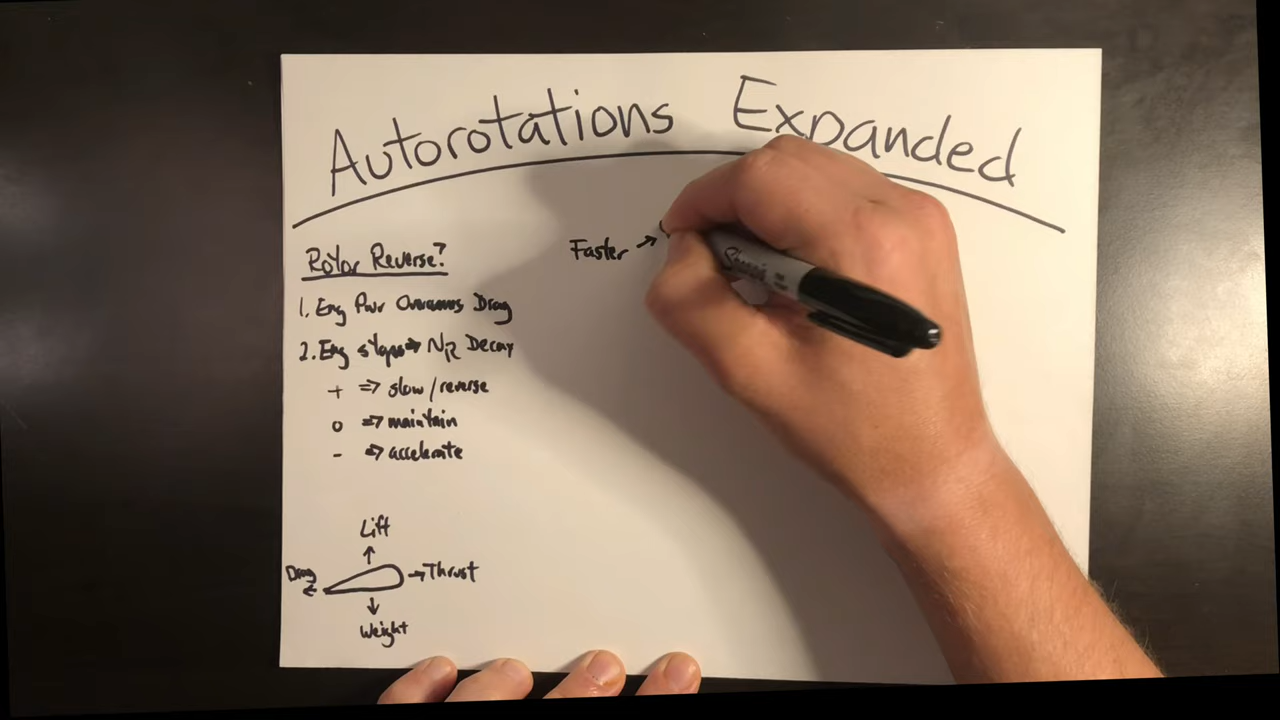 Autorotations Expanded
Rotor Reverse?
1. Eng Pwr Overcomes Drag
2. Eng stops → NR Decay
+ => slow/reverse
0 => maintain
- => accelerate
Faster →
Lift
↑
Drag
←
→ Thrust
↓
Weight
Sharpie